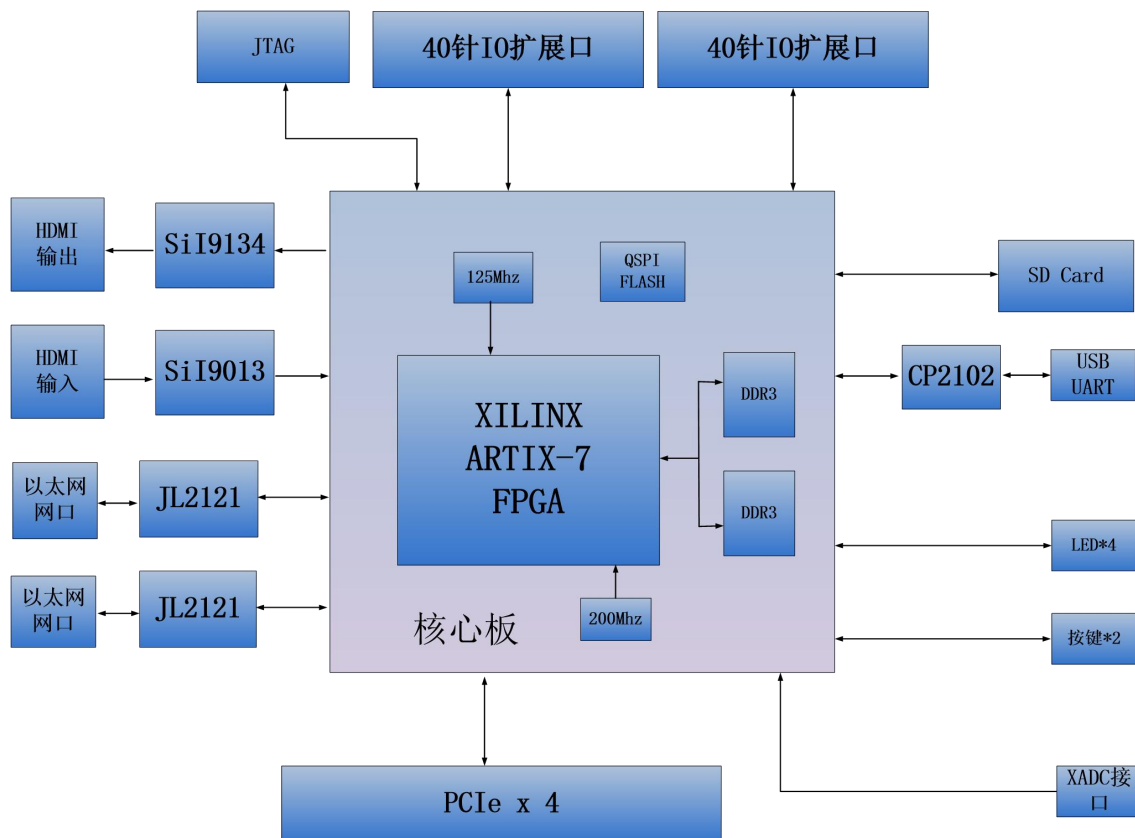 JTAG
40针IO扩展口
40针IO扩展口
HDMI
输出
SiI9134
125Mhz
QSPI
FLASH
SD Card
HDMI
输入
SiI9013
XILINX
ARTIX-7
FPGA
DDR3
CP2102
USB
UART
以太网
网口
JL2121
DDR3
LED*4
以太网
网口
JL2121
核心板
200Mhz
按键*2
PCIe x 4
XADC接
口